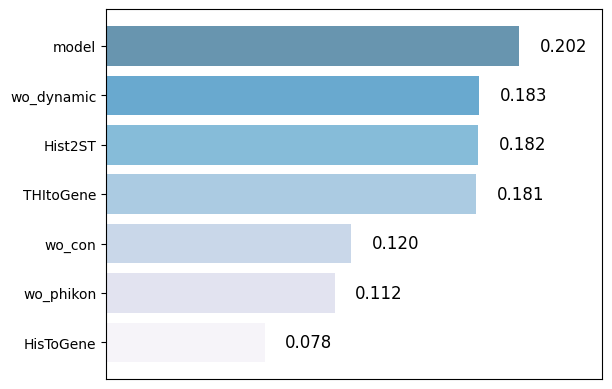 model 0.202
wo_dynamic 0.183
Hist2ST 0.182
THItoGene 0.181
wo_con 0.120
wo_phikon 0.112
HisToGene 0.078